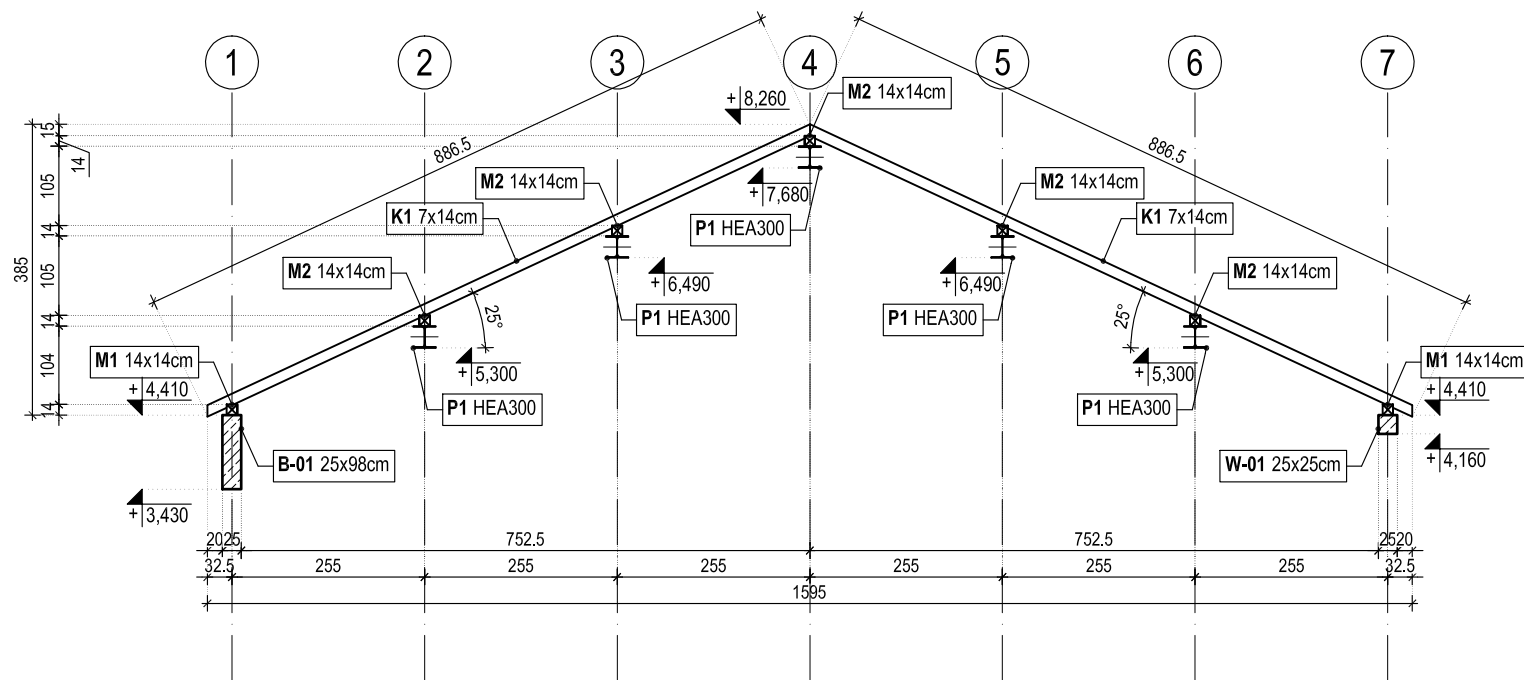 1
2
3
4
5
6
7
+ 8,260
M2 14x14cm
886.5
886.5
15
14
105
14
105
14
104
14
385
M2 14x14cm
M2 14x14cm
+ 7,680
K1 7x14cm
K1 7x14cm
P1 HEA300
M2 14x14cm
M2 14x14cm
+ 6,490
+ 6,490
25°
25°
P1 HEA300
P1 HEA300
M1 14x14cm
M1 14x14cm
+ 5,300
+ 5,300
+ 4,410
+ 4,410
P1 HEA300
P1 HEA300
B-01 25x98cm
W-01 25x25cm
+ 4,160
+ 3,430
20 25 752.5 752.5 25 20
32.5 255 255 255 255 255 255 32.5
1595